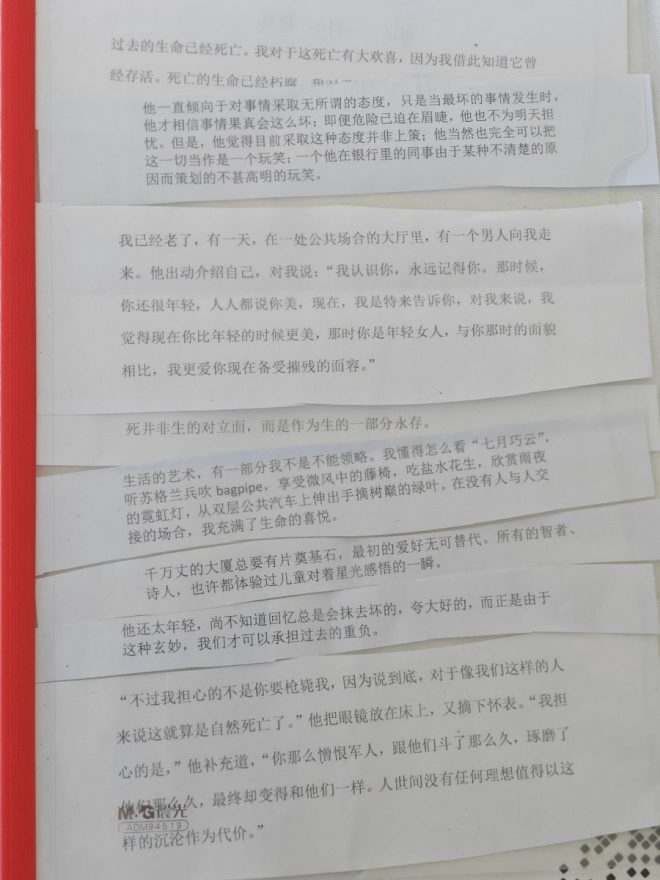 过去的生命已经死亡。我对于这死亡有大欢喜，因为我借此知道它曾
经存活。死亡的生命已经朽腐。我对
他一直倾向于对事情采取无所谓的态度，只是当最坏的事情发生时，
他才相信事情果真会这么坏；即便危险已迫在眉睫，他也不为明天担
忧。但是，他觉得目前采取这种态度并非上策；他当然也完全可以把
这一切当作是一个玩笑；一个他在银行里的同事由于某种不清楚的原
因而策划的不甚高明的玩笑。
我已经老了，有一天，在一处公共场合的大厅里，有一个男人向我走
来。他出动介绍自己，对我说：“我认识你，永远记得你。那时候，
你还很年轻，人人都说你美，现在，我是特来告诉你，对我来说，我
觉得现在你比年轻的时候更美，那时你是年轻女人，与你那时的面貌
相比，我更爱你现在备受摧残的面容。”
死并非生的对立面，而是作为生的一部分永存。
生活的艺术，有一部分我不是不能领略。我懂得怎么看“七月巧云”，
听苏格兰兵吹 bagpipe，享受微风中的藤椅，吃盐水花生，欣赏雨夜
的霓虹灯，从双层公共汽车上伸出手摘树巅的绿叶。在没有人与人交
接的场合，我充满了生命的喜悦。
千万丈的大厦总要有片奠基石，最初的爱好无可替代。所有的智者、
诗人，也许都体验过儿童对着星光感悟的一瞬。
他还太年轻，尚不知道回忆总是会抹去坏的，夸大好的，而正是由于
这种玄妙，我们才可以承担过去的重负。
“不过我担心的不是你要枪毙我，因为说到底，对于像我们这样的人
来说这就算是自然死亡了。”他把眼镜放在床上，又摘下怀表。“我担
心的是，”他补充道，“你那么憎恨军人，跟他们斗了那么久，琢磨了
他们那么久，最终却变得和他们一样。人世间没有任何理想值得以这
M&G晨光
ADM94519
样的沉沦作为代价。”